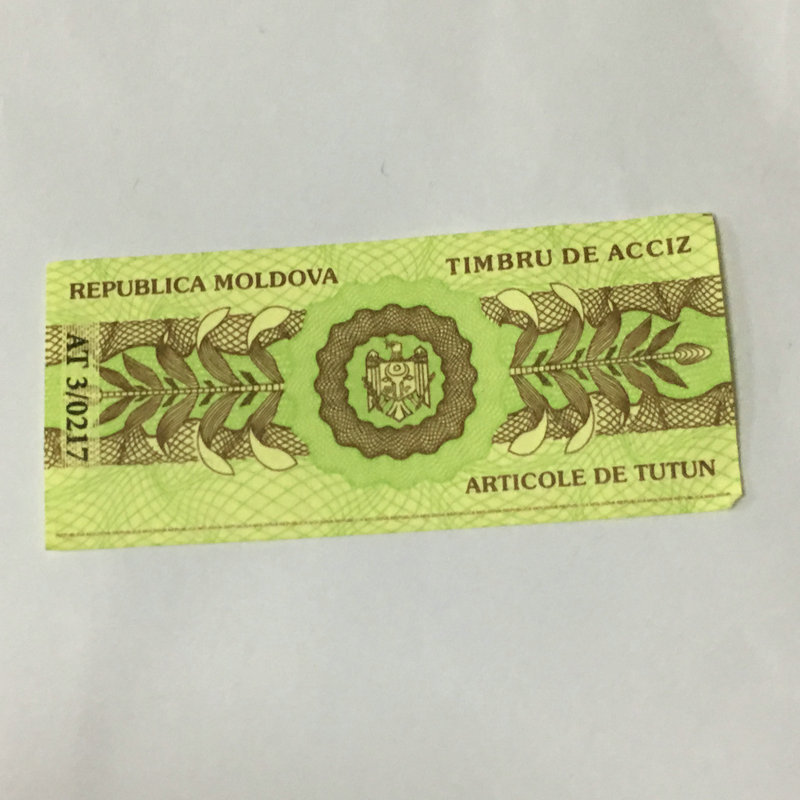 REPUBLICA MOLDOVA
TIMBRU DE ACCIZ
AT 3/0217
ARTICOLE DE TUTUN